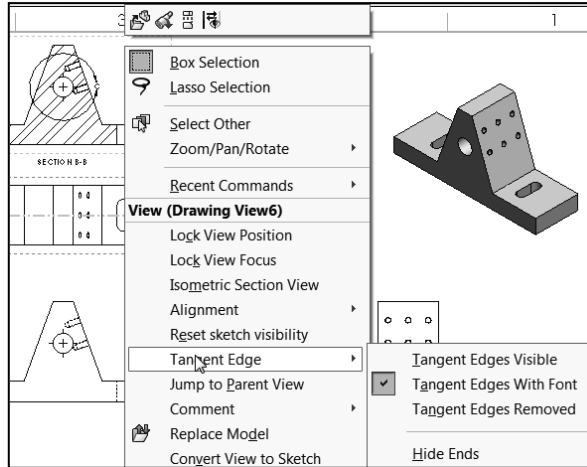 3
1
Box Selection
Lasso Selection
Select Other
Zoom/Pan/Rotate
SECTION B-B
Recent Commands
View (Drawing View6)
Lock View Position
Lock View Focus
Isometric Section View
Alignment
Reset sketch visibility
Tangent Edge
Tangent Edges Visible
Jump to Parent View
Tangent Edges With Font
Comment
Tangent Edges Removed
Replace Model
Convert View to Sketch
Hide Ends